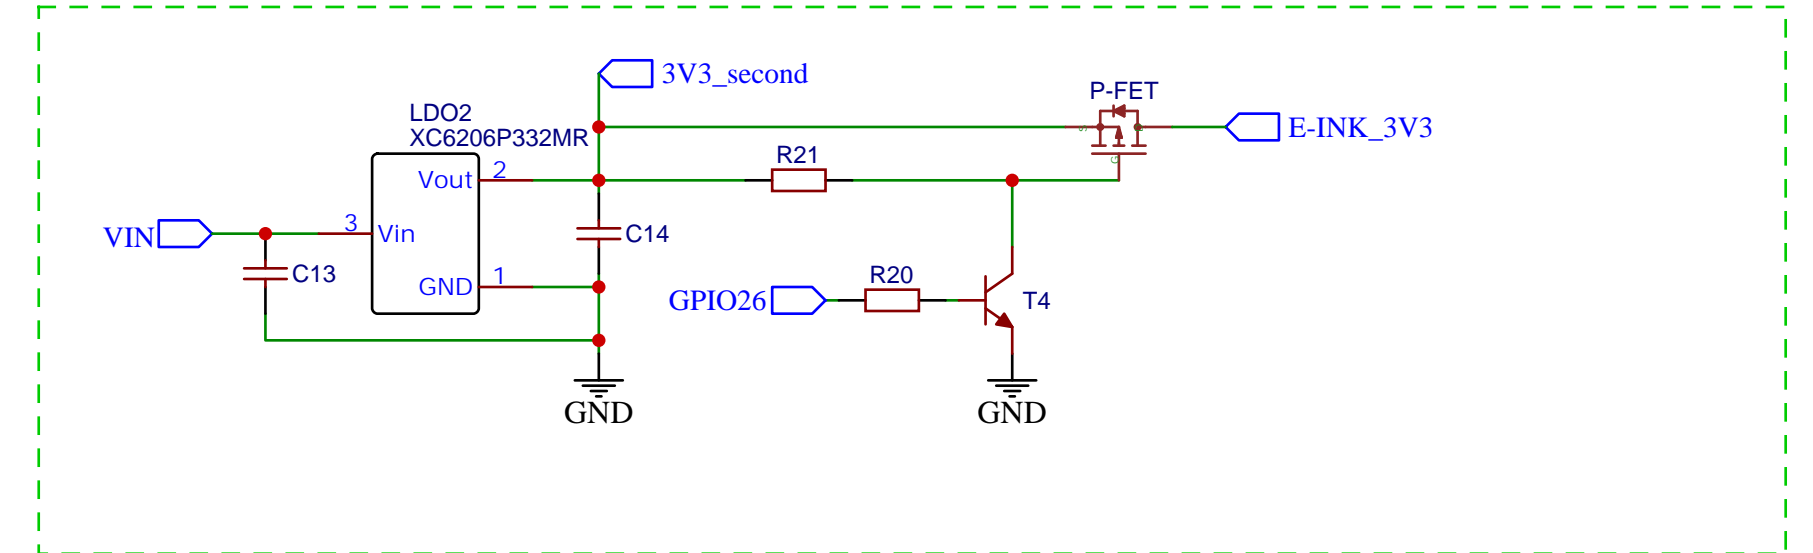 3V3_second
P-FET
LDO2
XC6206P332MR
S
D
G
E-INK_3V3
R21
Vout
2
VIN
3
Vin
C14
C13
GND
1
R20
GPIO26
T4
GND
GND